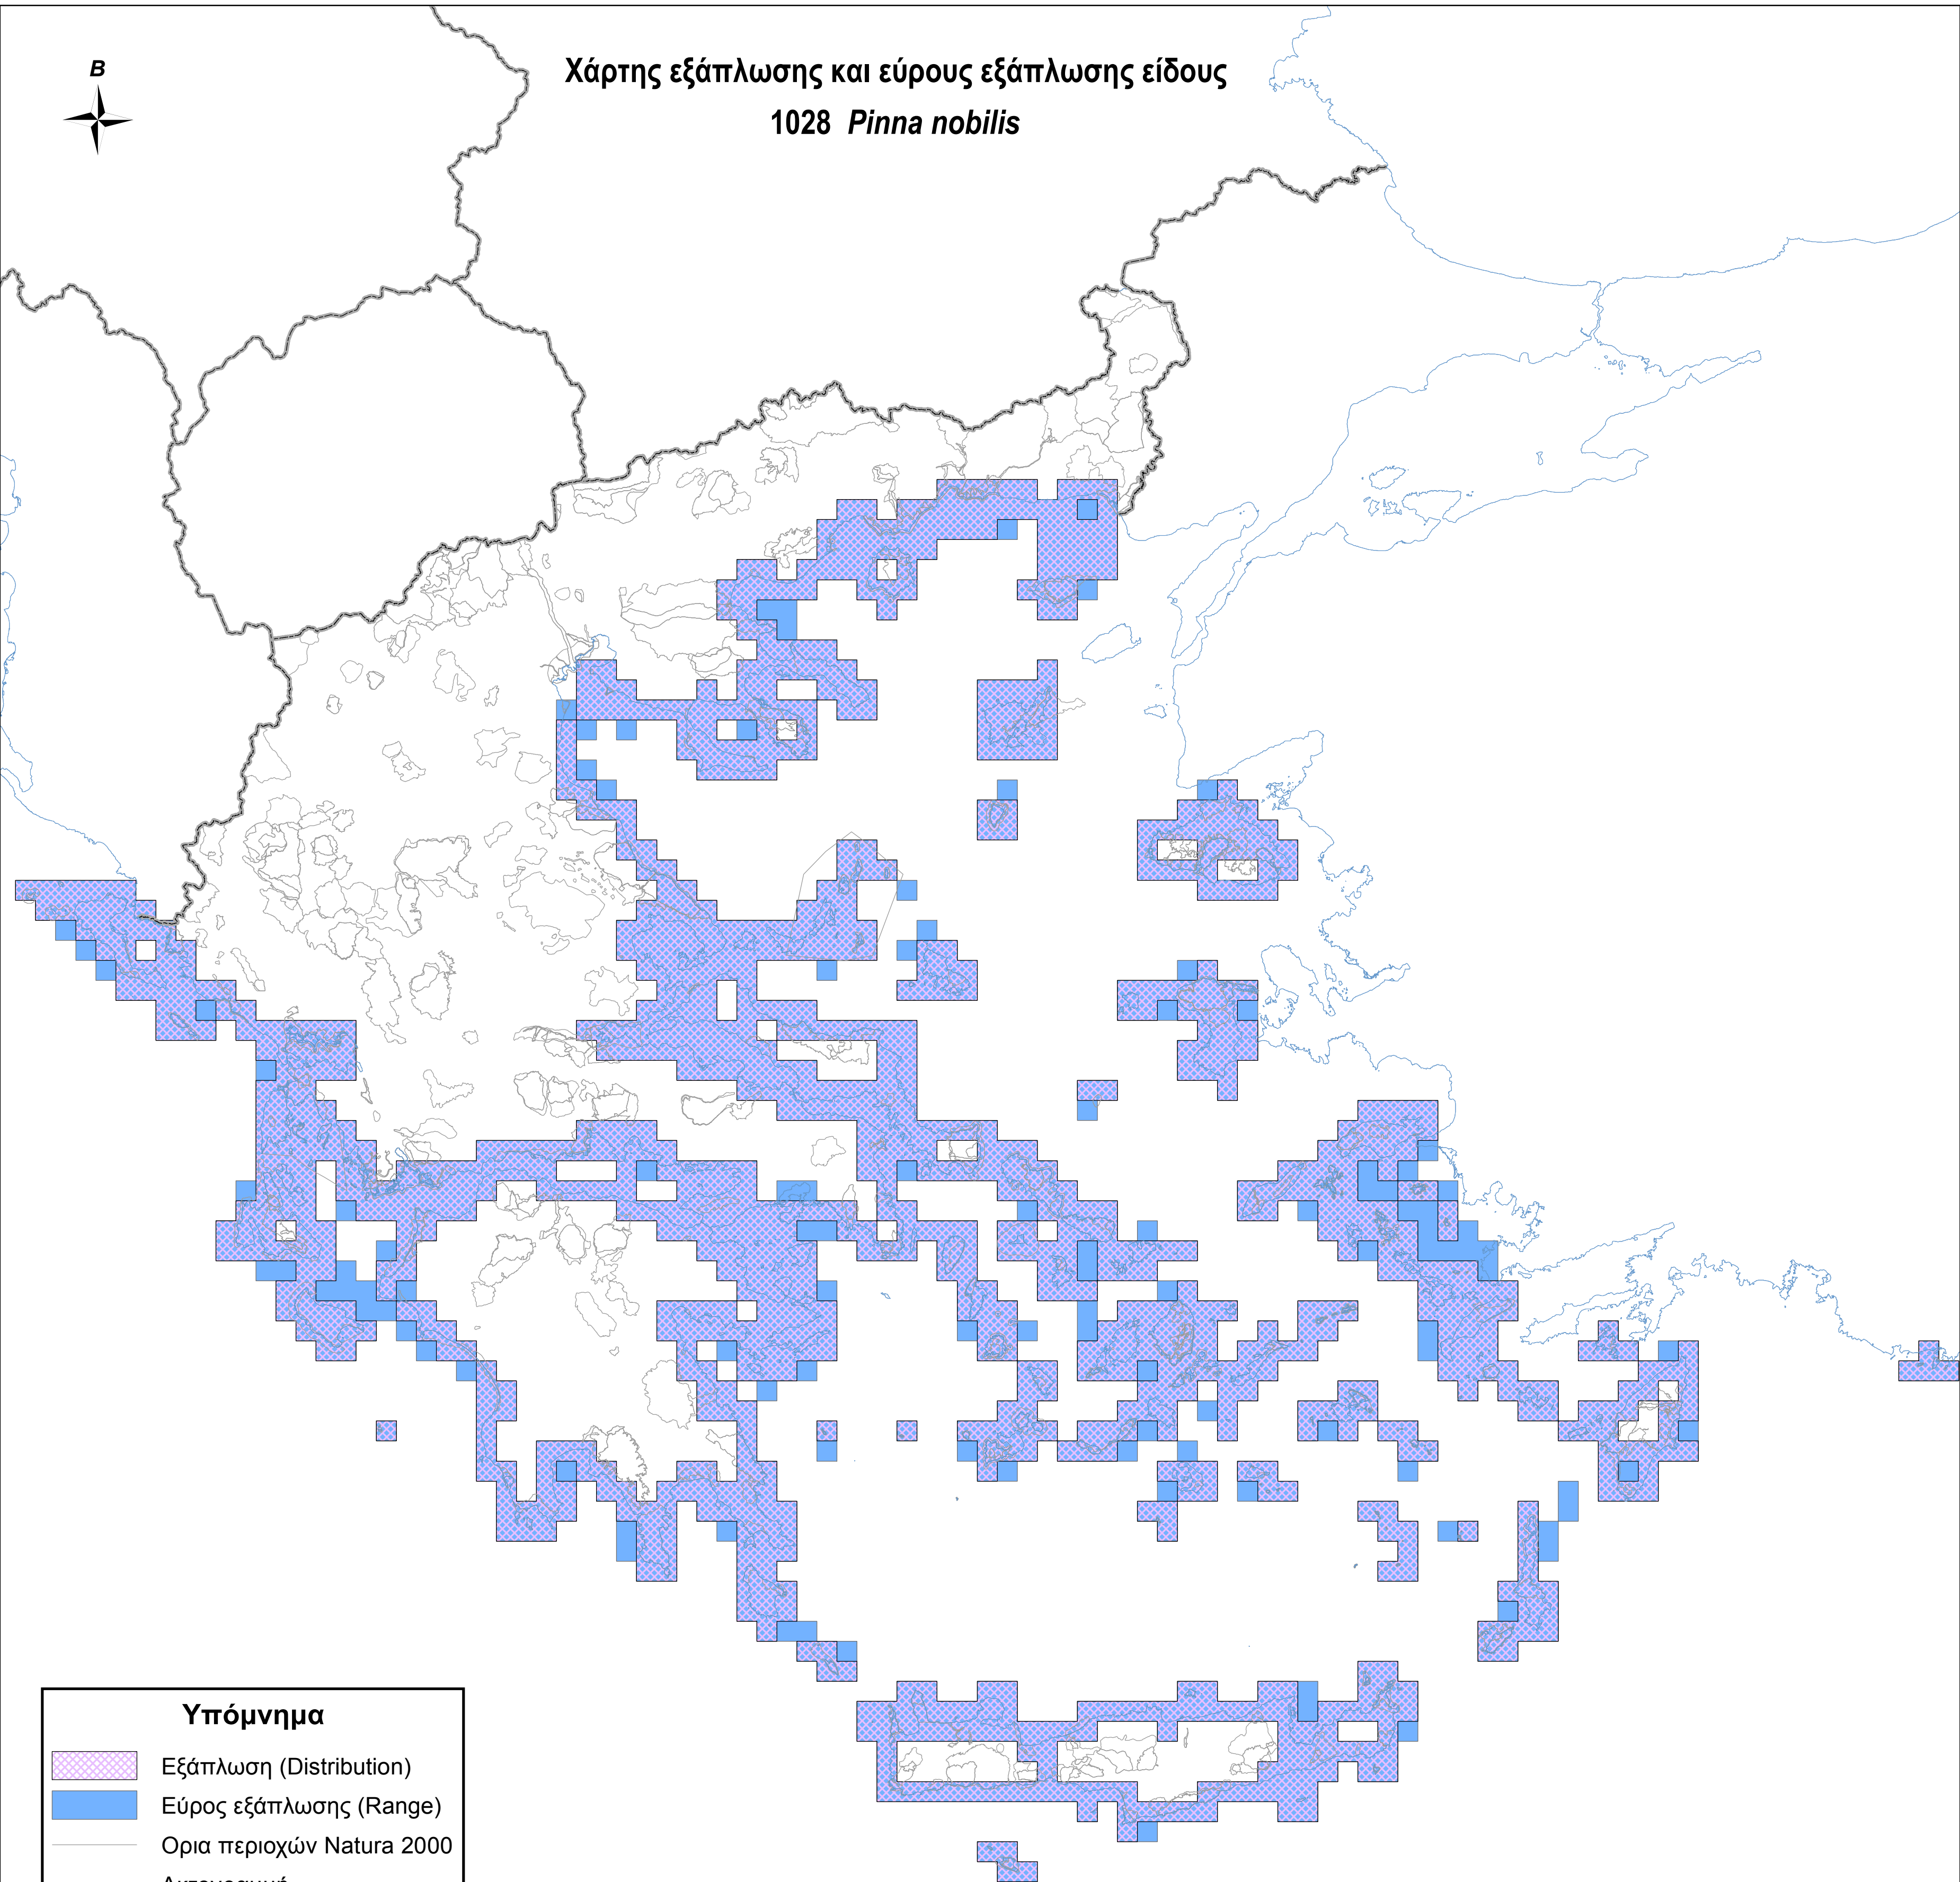 B
Χάρτης εξάπλωσης και εύρους εξάπλωσης είδους
1028 Pinna nobilis
Υπόμνημα
Εξάπλωση (Distribution)
Εύρος εξάπλωσης (Range)
Ορια περιοχών Natura 2000